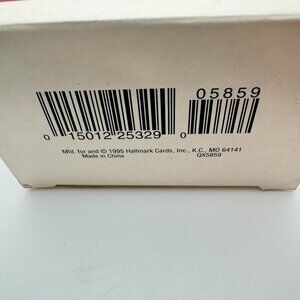 05859
0 15012 25329 0
Mfd. for and © 1995 Hallmark Cards, Inc., K.C., MO 64141
Made in China QX5859